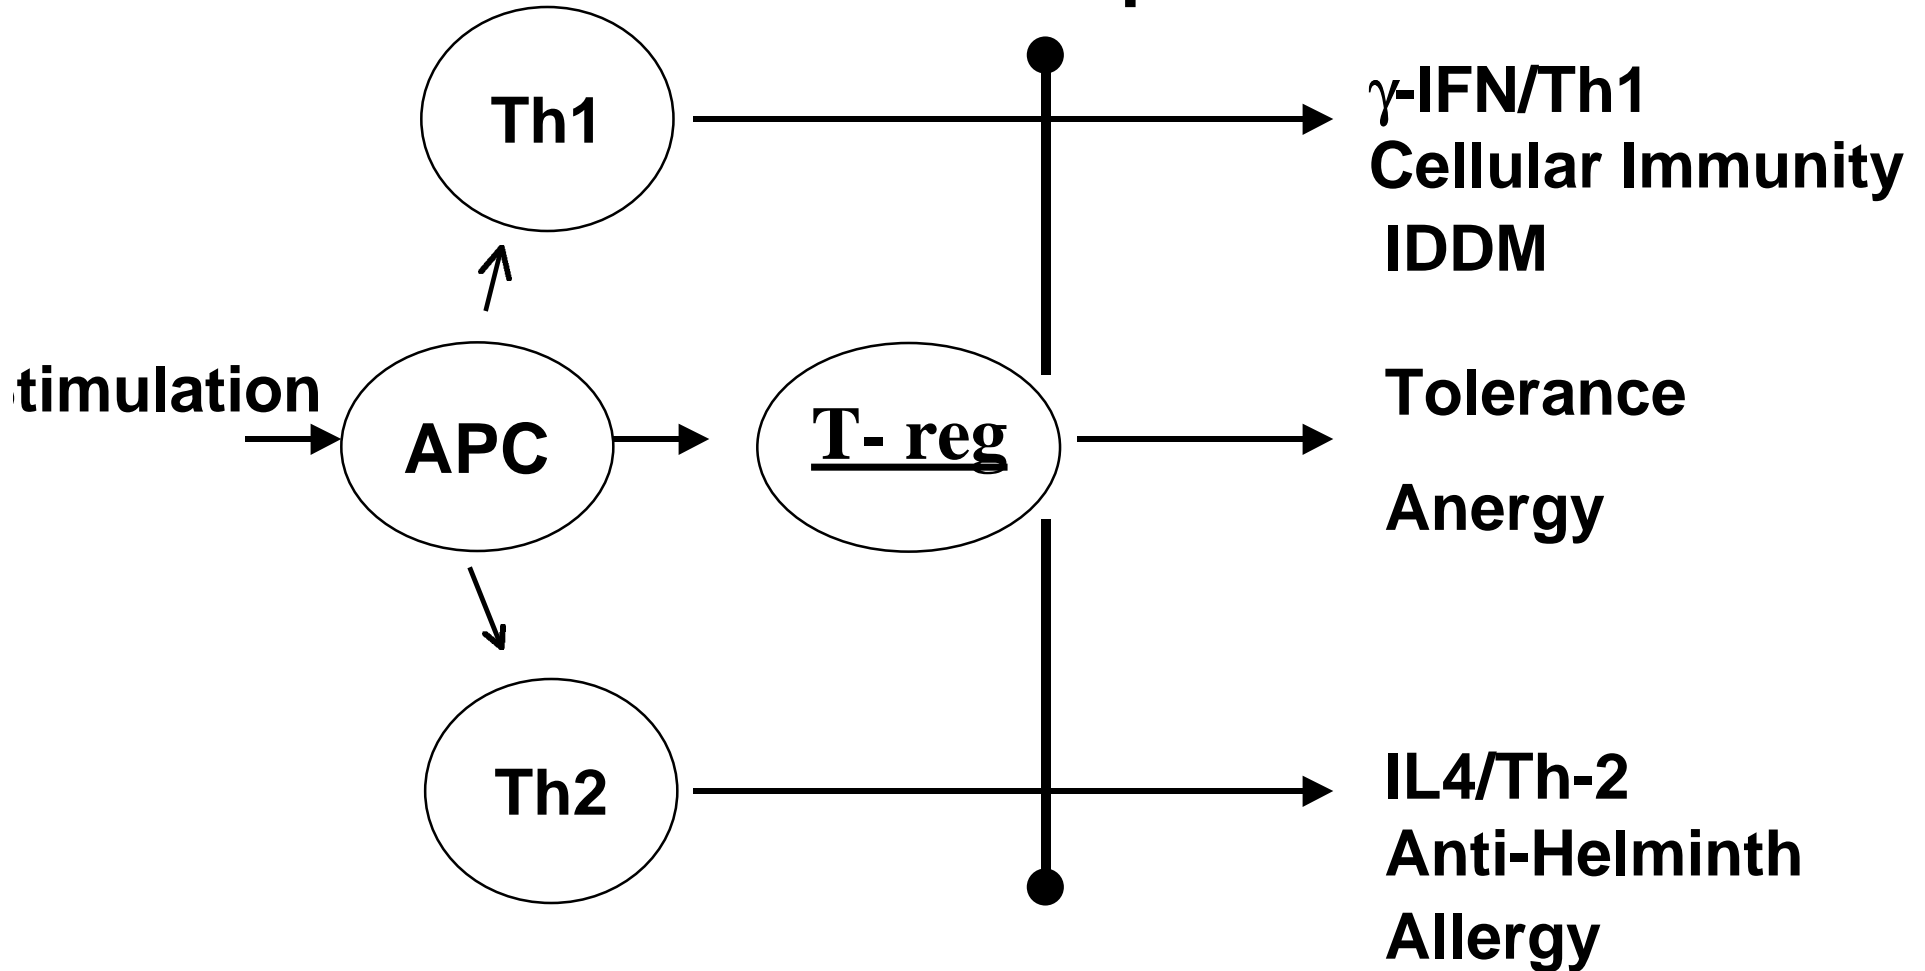 Th1
γ-IFN/Th1
Cellular Immunity
IDDM
timulation
APC
T- reg
Tolerance
Anergy
Th2
IL4/Th-2
Anti-Helminth
Allergy